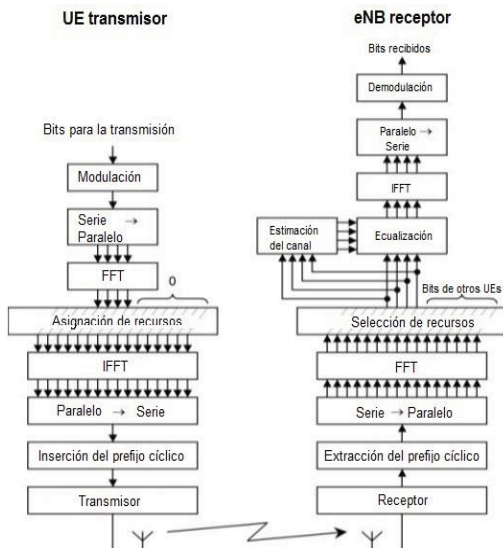 UE transmisor
Bits para la transmisión
Modulación
Serie →
Paralelo
FFT
0
Asignación de recursos
IFFT
Paralelo → Serie
Inserción del prefijo cíclico
Transmisor
eNB receptor
Bits recibidos
Demodulación
Paralelo →
Serie
IFFT
Estimación
del canal
Ecualización
Bits de otros UEs
Selección de recursos
FFT
Serie → Paralelo
Extracción del prefijo cíclico
Receptor